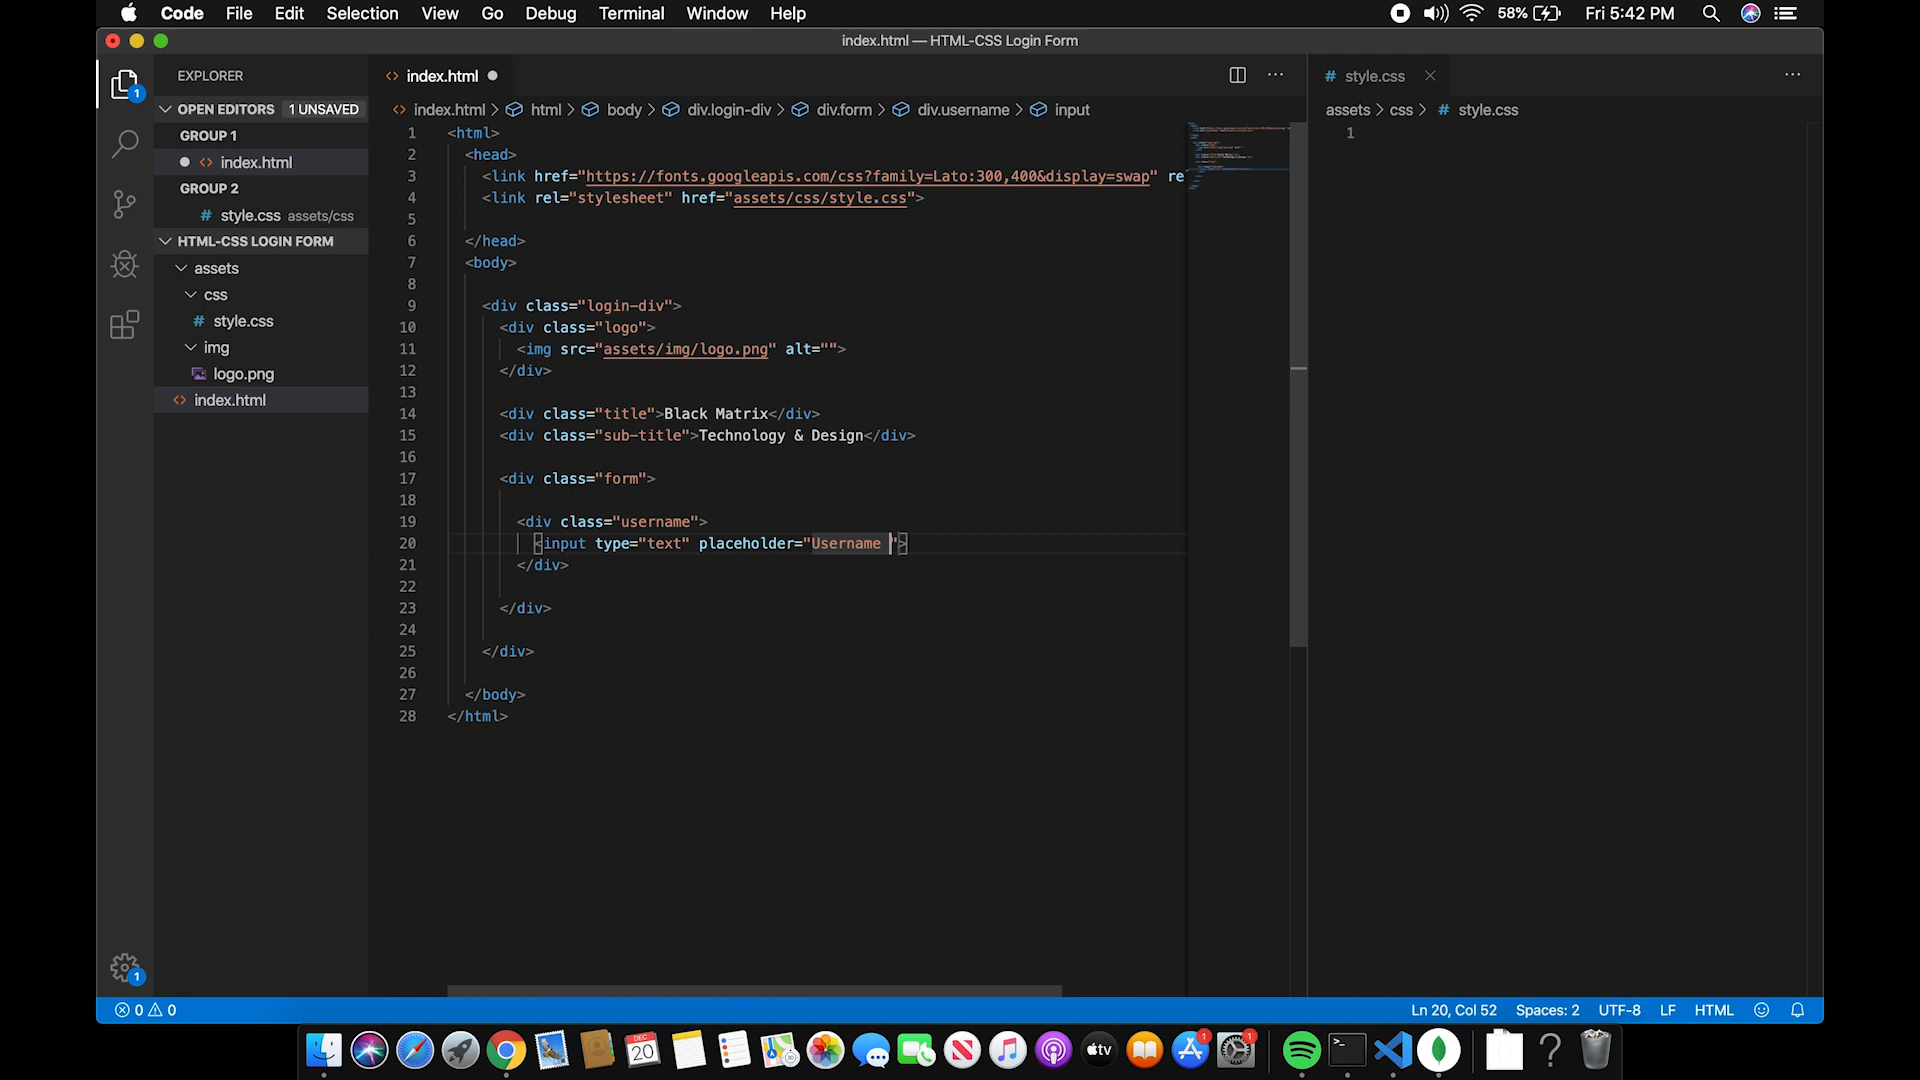 Code File Edit Selection View Go Debug Terminal Window Help 58% Fri 5:42 PM
index.html — HTML-CSS Login Form
EXPLORER
OPEN EDITORS 1 UNSAVED
GROUP 1
index.html
GROUP 2
# style.css assets/css
HTML-CSS LOGIN FORM
assets
css
# style.css
img
logo.png
<> index.html
1
1
<> index.html
<> index.html > html > body > div.login-div > div.form > div.username > input
1 <html>
2 <head>
3 <link href="https://fonts.googleapis.com/css?family=Lato:300,400&display=swap" re
4 <link rel="stylesheet" href="assets/css/style.css">
5
6 </head>
7 <body>
8
9 <div class="login-div">
10 <div class="logo">
11 <img src="assets/img/logo.png" alt="">
12 </div>
13
14 <div class="title">Black Matrix</div>
15 <div class="sub-title">Technology & Design</div>
16
17 <div class="form">
18
19 <div class="username">
20 <input type="text" placeholder="Username ">
21 </div>
22
23 </div>
24
25 </div>
26
27 </body>
28 </html>
# style.css
assets > css > # style.css
1
0 0 Ln 20, Col 52 Spaces: 2 UTF-8 LF HTML
DEC
20
tv
1
1